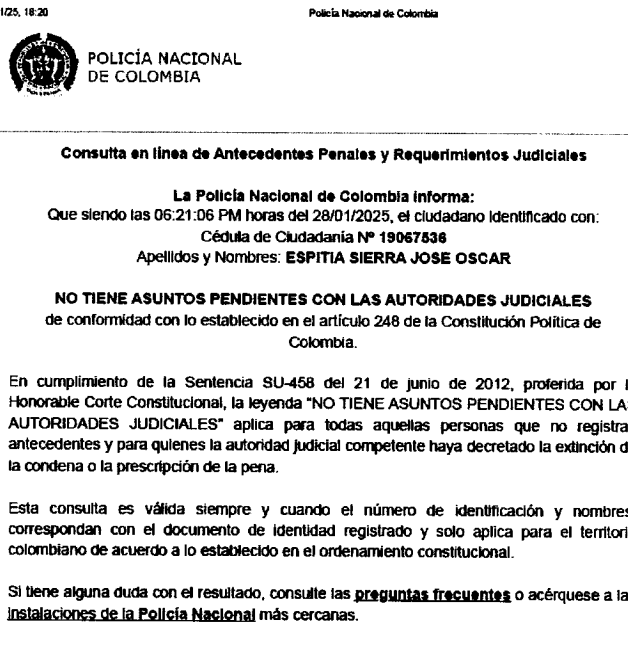 1/25, 18:20
Policía Nacional de Colombia
POLICÍA NACIONAL
DE COLOMBIA
Consulta en línea de Antecedentes Penales y Requerimientos Judiciales
La Policía Nacional de Colombia informa:
Que siendo las 06:21:06 PM horas del 28/01/2025, el ciudadano identificado con:
Cédula de Ciudadanía Nº 19067536
Apellidos y Nombres: ESPITIA SIERRA JOSE OSCAR
NO TIENE ASUNTOS PENDIENTES CON LAS AUTORIDADES JUDICIALES
de conformidad con lo establecido en el artículo 248 de la Constitución Política de
Colombia.
En cumplimiento de la Sentencia SU-458 del 21 de junio de 2012, proferida por l
Honorable Corte Constitucional, la leyenda "NO TIENE ASUNTOS PENDIENTES CON LA
AUTORIDADES JUDICIALES" aplica para todas aquellas personas que no registra
antecedentes y para quienes la autoridad judicial competente haya decretado la extinción d
la condena o la prescripción de la pena.
Esta consulta es válida siempre y cuando el número de identificación y nombres
correspondan con el documento de identidad registrado y solo aplica para el territori
colombiano de acuerdo a lo establecido en el ordenamiento constitucional.
Si tiene alguna duda con el resultado, consulte las preguntas frecuentes o acérquese a la
instalaciones de la Policía Nacional más cercanas.